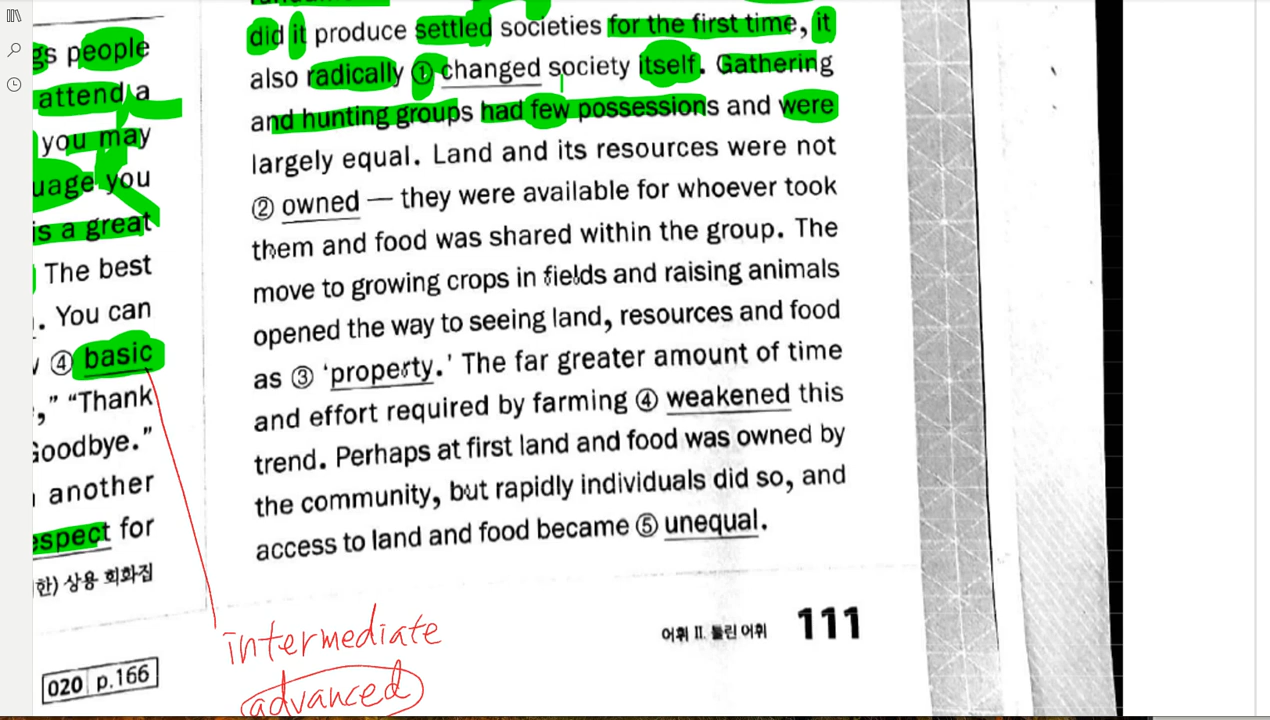 gs people
attend a
you may
uage you
is a great
The best
. You can
④ basic
," "Thank
Goodbye."
another
espect for
한) 상용 회화집
020 p.166
did it produce settled societies for the first time, it
also radically ① changed society itself. Gathering
and hunting groups had few possessions and were
largely equal. Land and its resources were not
② owned — they were available for whoever took
them and food was shared within the group. The
move to growing crops in fields and raising animals
opened the way to seeing land, resources and food
as ③ 'property.' The far greater amount of time
and effort required by farming ④ weakened this
trend. Perhaps at first land and food was owned by
the community, but rapidly individuals did so, and
access to land and food became ⑤ unequal.
intermediate
advanced
어휘 II. 틀린 어휘 111